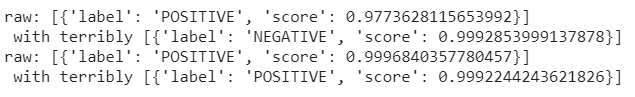 raw: [{'label': 'POSITIVE', 'score': 0.9773628115653992}]
 with terribly [{'label': 'NEGATIVE', 'score': 0.9992853999137878}]
raw: [{'label': 'POSITIVE', 'score': 0.9996840357780457}]
 with terribly [{'label': 'POSITIVE', 'score': 0.9992244243621826}]